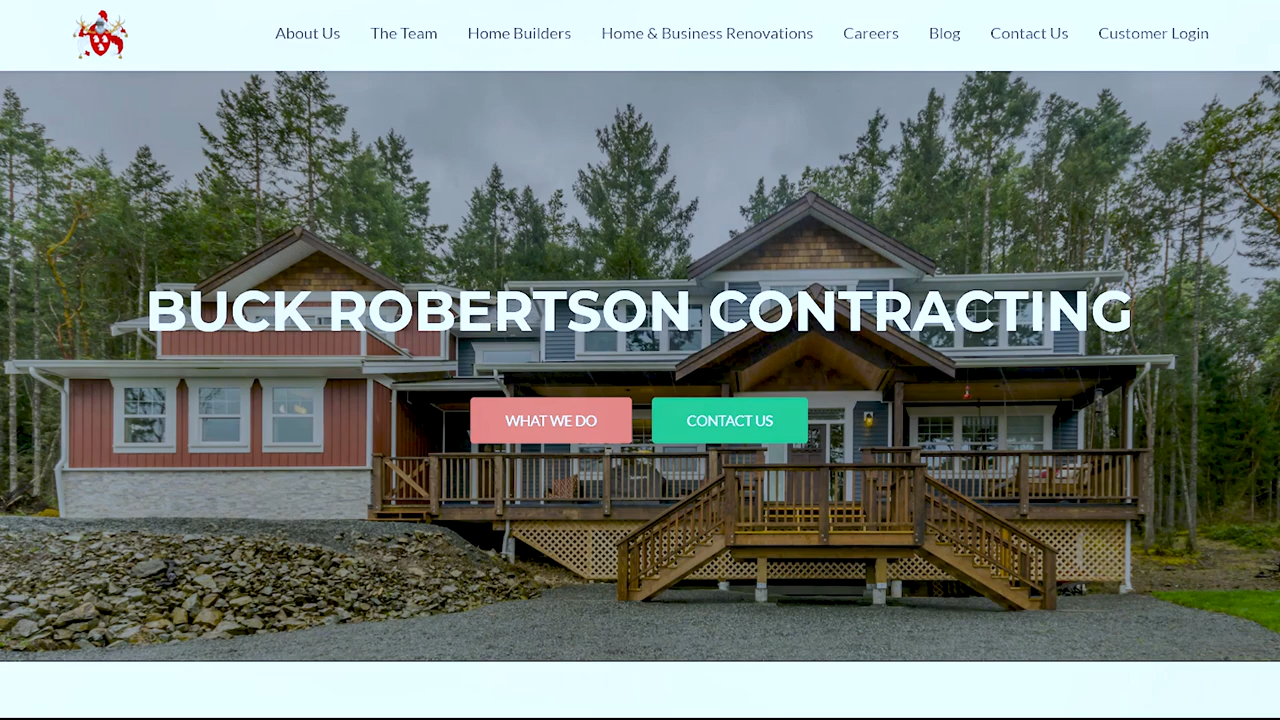 About Us The Team Home Builders Home & Business Renovations Careers Blog Contact Us Customer Login
BUCK ROBERTSON CONTRACTING
WHAT WE DO CONTACT US